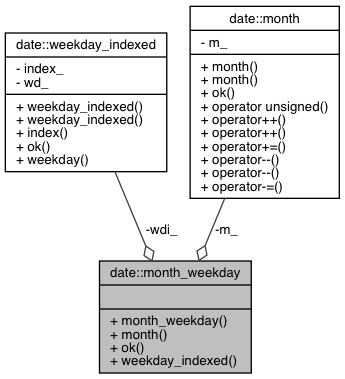 date::weekday_indexed
- index_
- wd_
+ weekday_indexed()
+ weekday_indexed()
+ index()
+ ok()
+ weekday()
date::month
- m_
+ month()
+ month()
+ ok()
+ operator unsigned()
+ operator++()
+ operator++()
+ operator+=()
+ operator--()
+ operator--()
+ operator-=()
-wdi_
-m_
date::month_weekday
+ month_weekday()
+ month()
+ ok()
+ weekday_indexed()